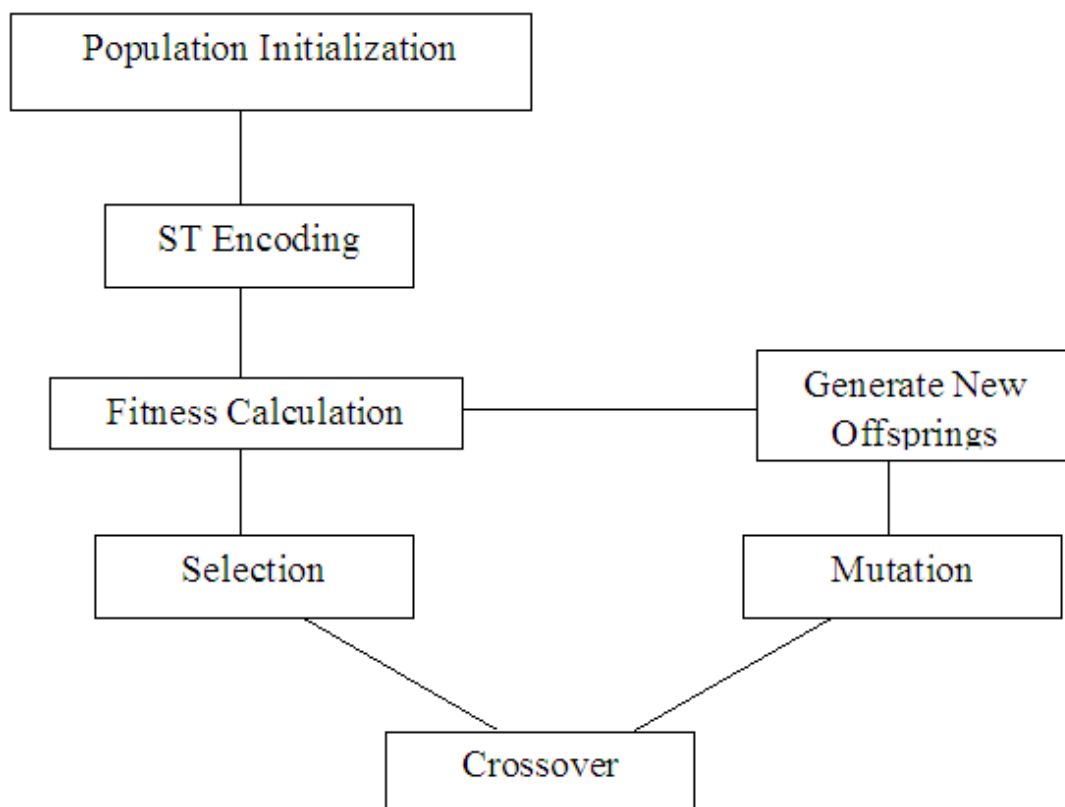 Population Initialization
ST Encoding
Fitness Calculation
Generate New
Offsprings
Selection
Mutation
Crossover